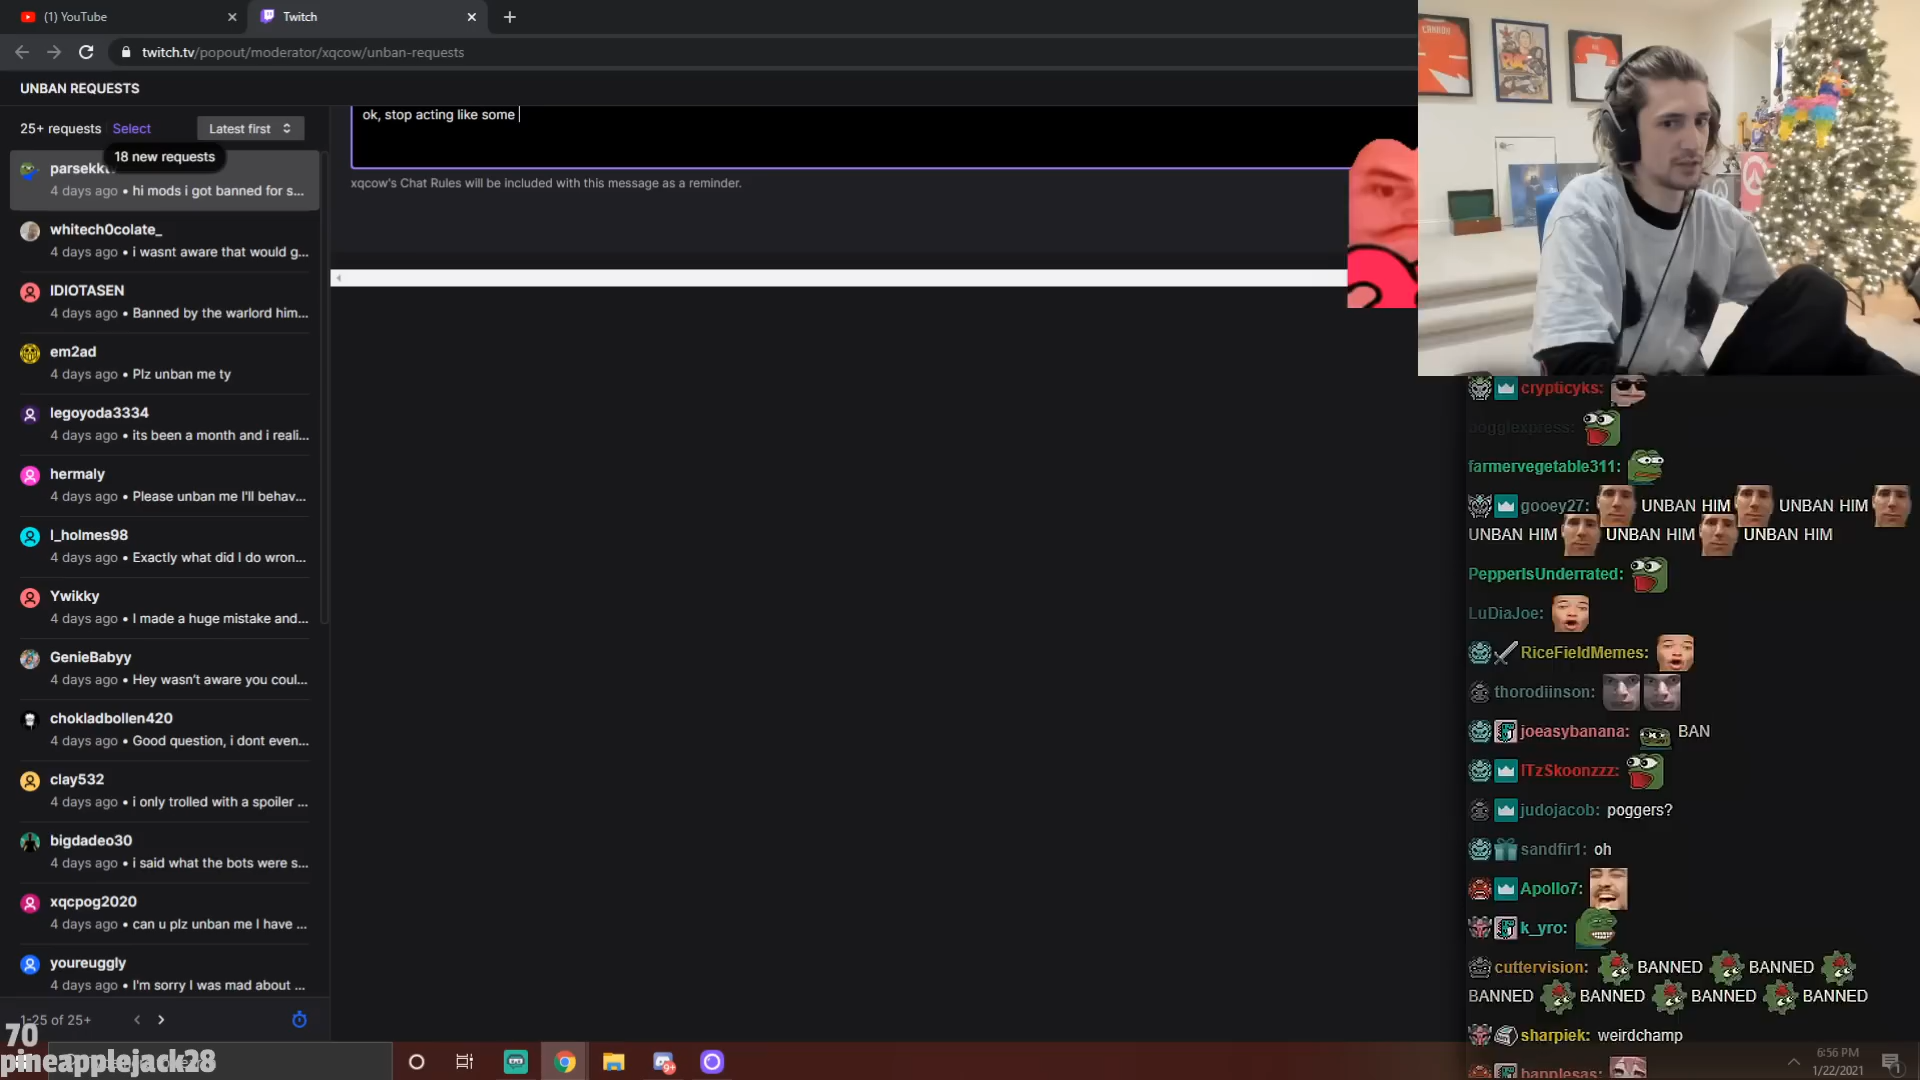 (1) YouTube
Twitch
twitch.tv/popout/moderator/xqcow/unban-requests
UNBAN REQUESTS
25+ requests
Select
Latest first
18 new requests
4 days ago • hi mods i got banned for s...
whitech0colate_
4 days ago • i wasnt aware that would g...
IDIOTASEN
4 days ago • Banned by the warlord him...
em2ad
4 days ago • Plz unban me ty
legoyoda3334
4 days ago • its been a month and i reali...
hermaly
4 days ago • Please unban me I'll behav...
4 days ago • Exactly what did I do wron...
Ywikky
4 days ago • I made a huge mistake and...
GenieBabyy
4 days ago • Hey wasn't aware you coul...
chokladbollen420
4 days ago • Good question, i dont even...
clay532
4 days ago • i only trolled with a spoiler ...
bigdadeo30
4 days ago • i said what the bots were s...
xqcpog2020
4 days ago • can u plz unban me I have ...
youreuggly
4 days ago • I'm sorry I was mad about ...
1-25 of 25+
70
pineapplejack28
ok, stop acting like some
xqcow's Chat Rules will be included with this message as a reminder.
CANNON
crypticyks:
farmervegetable311:
gooey27: UNBAN HIM UNBAN HIM
UNBAN HIM UNBAN HIM UNBAN HIM
PepperIsUnderrated:
LuDiaJoe:
RiceFieldMemes:
thorodiinson:
joeasybanana: BAN
ITzSkoonzzz:
judojacob: poggers?
sandfir1: oh
Apollo7:
k_yro:
cuttervision: BANNED BANNED
BANNED BANNED BANNED BANNED
sharpiek: weirdchamp
6:56 PM
1/22/2021